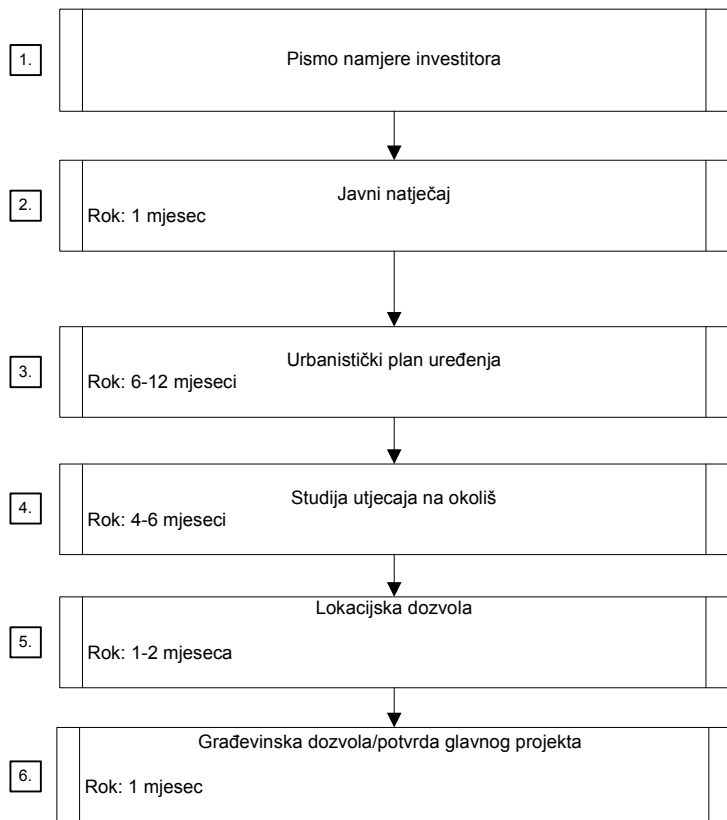 1.
Pismo namjere investitora
2.
Javni natječaj
Rok: 1 mjesec
3.
Urbanistički plan uređenja
Rok: 6-12 mjeseci
4.
Studija utjecaja na okoliš
Rok: 4-6 mjeseci
5.
Lokacijska dozvola
Rok: 1-2 mjeseca
6.
Građevinska dozvola/potvrda glavnog projekta
Rok: 1 mjesec